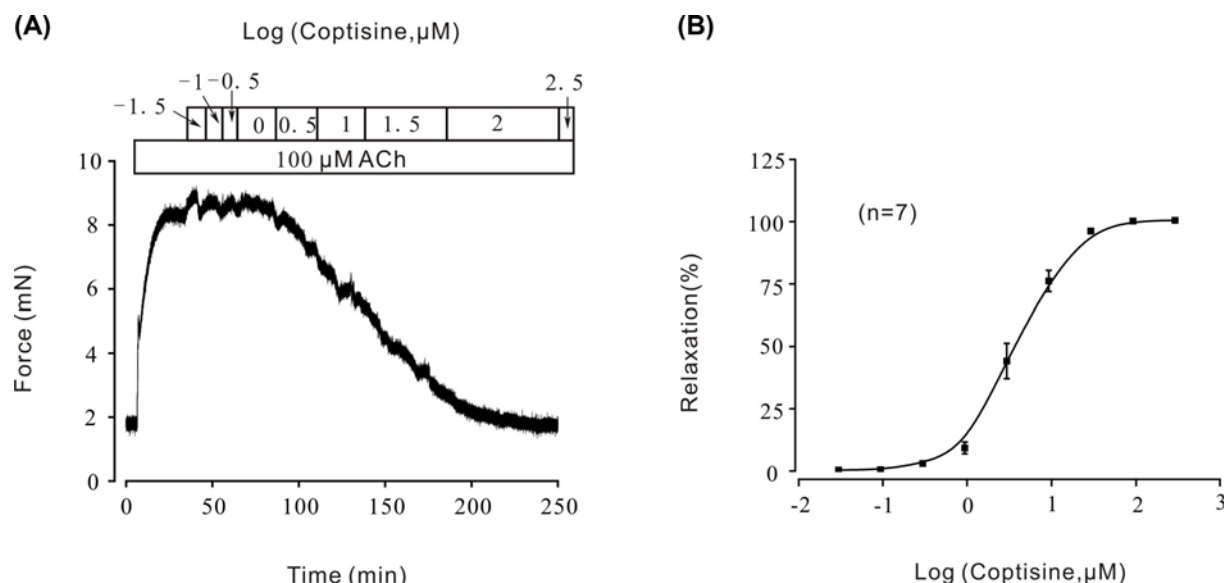 (A)
Log (Coptisine,μM)
-1.5
-1
-0.5
0
0.5
1
1.5
2
2.5
100 μM ACh
Force (mN)
10
8
6
4
2
0
0 50 100 150 200 250
Time (min)
(B)
Relaxation(%)
125
100
75
50
25
0
(n=7)
-2 -1 0 1 2 3
Log (Coptisine,μM)